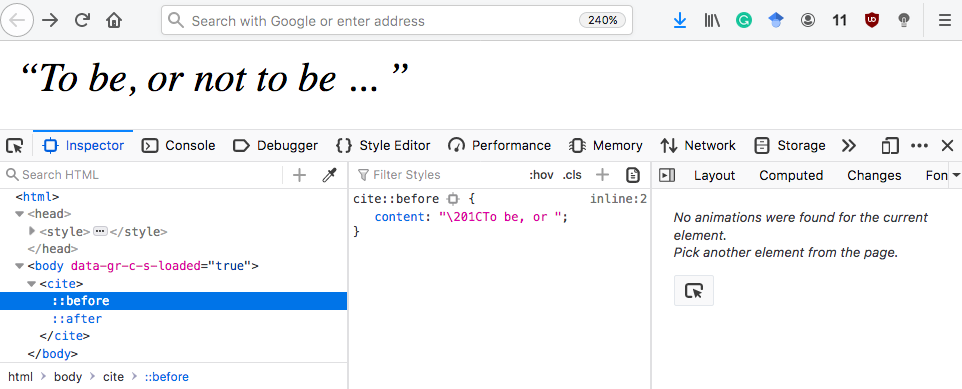 Search with Google or enter address 240% 11
“To be, or not to be ... ”
Inspector Console Debugger Style Editor Performance Memory Network Storage
Search HTML
Filter Styles :hov .cls
Layout Computed Changes Fon
<html>
<head>
<style> ··· </style>
</head>
<body data-gr-c-s-loaded="true">
<cite>
::before
::after
</cite>
</body>
html > body > cite > ::before
cite::before { inline:2
content: "\201CTo be, or ";
}
No animations were found for the current
element.
Pick another element from the page.